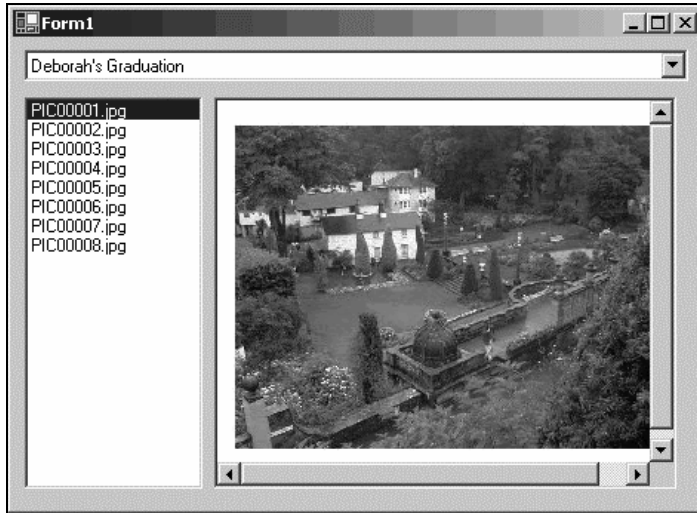 Form1
Deborah's Graduation
PIC00001.jpg
PIC00002.jpg
PIC00003.jpg
PIC00004.jpg
PIC00005.jpg
PIC00006.jpg
PIC00007.jpg
PIC00008.jpg